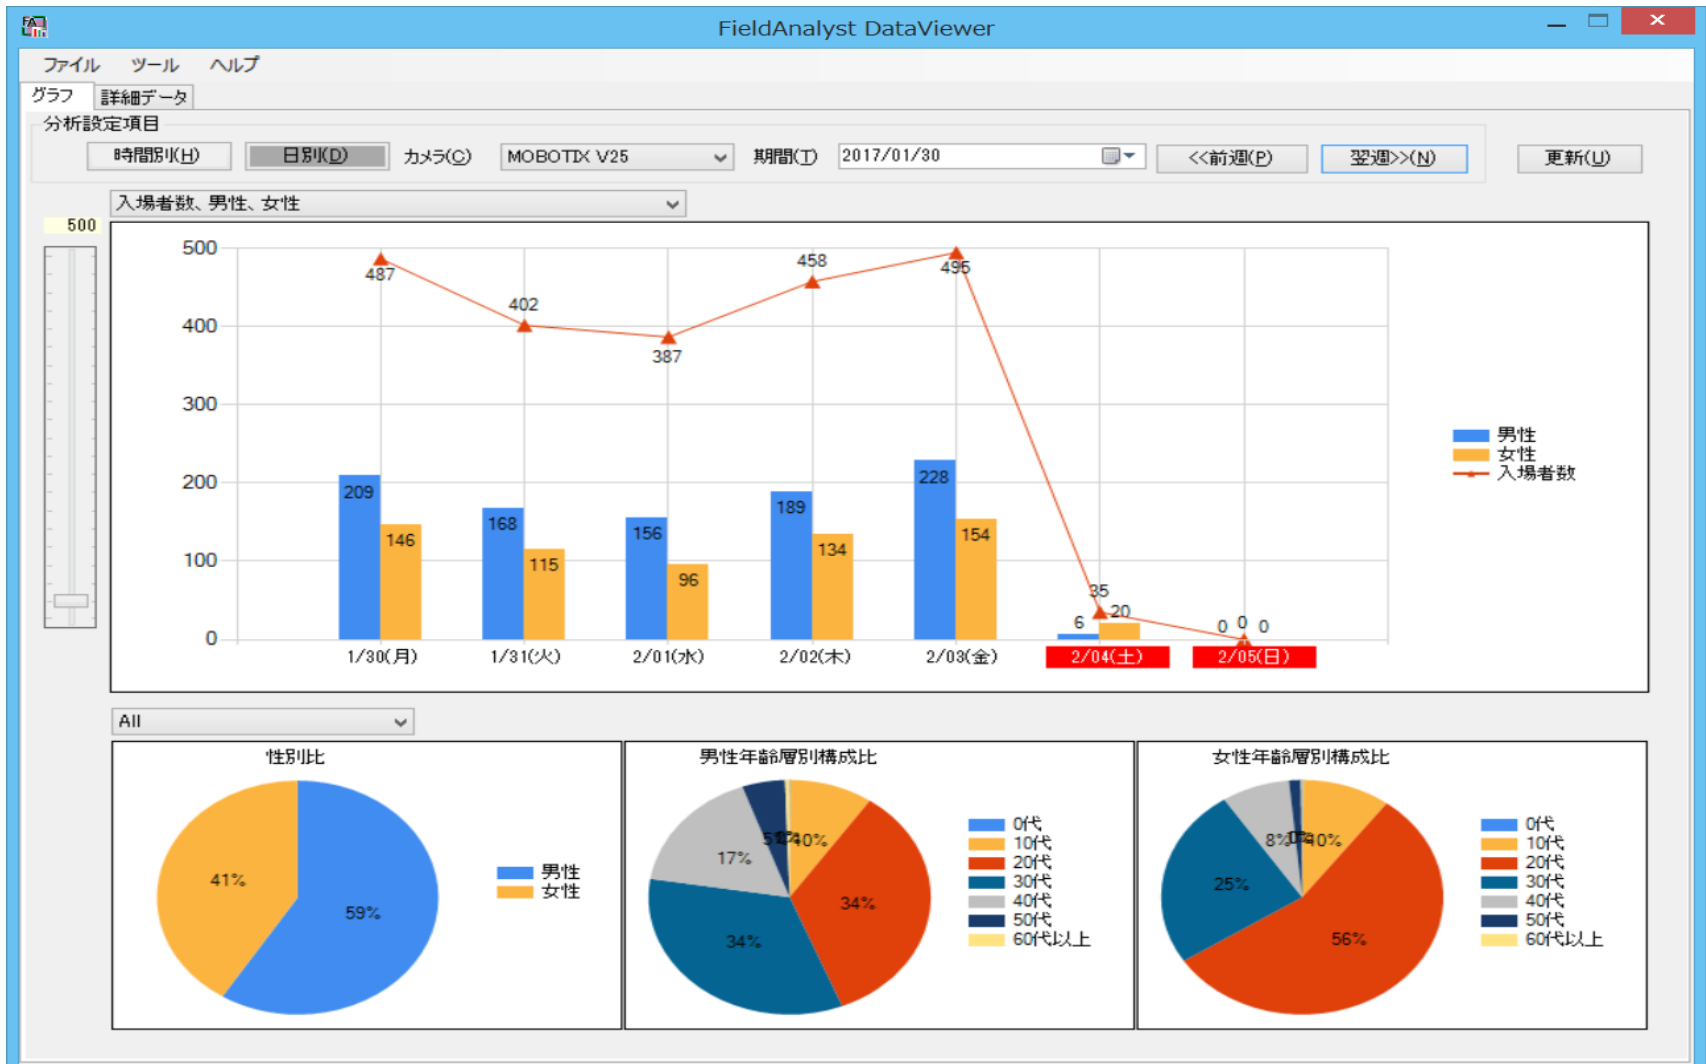 FieldAnalyst DataViewer
ファイル ツール ヘルプ
グラフ 詳細データ
分析設定項目
時間別(H) 日別(D) カメラ(C) MOBOTIX V25 期間(T) 2017/01/30 <<前週(P) 翌週>>(N) 更新(U)
入場者数、男性、女性
500
500
400
300
200
100
0
487
402
387
458
495
35
0
209
146
168
115
156
96
189
134
228
154
6
20
0
0
1/30(月) 1/31(火) 2/01(水) 2/02(木) 2/03(金) 2/04(土) 2/05(日)
男性
女性
入場者数
All
性別比
41%
59%
男性
女性
男性年齢層別構成比
10%
34%
34%
17%
0代
10代
20代
30代
40代
50代
60代以上
女性年齢層別構成比
10%
56%
25%
8%
0代
10代
20代
30代
40代
50代
60代以上